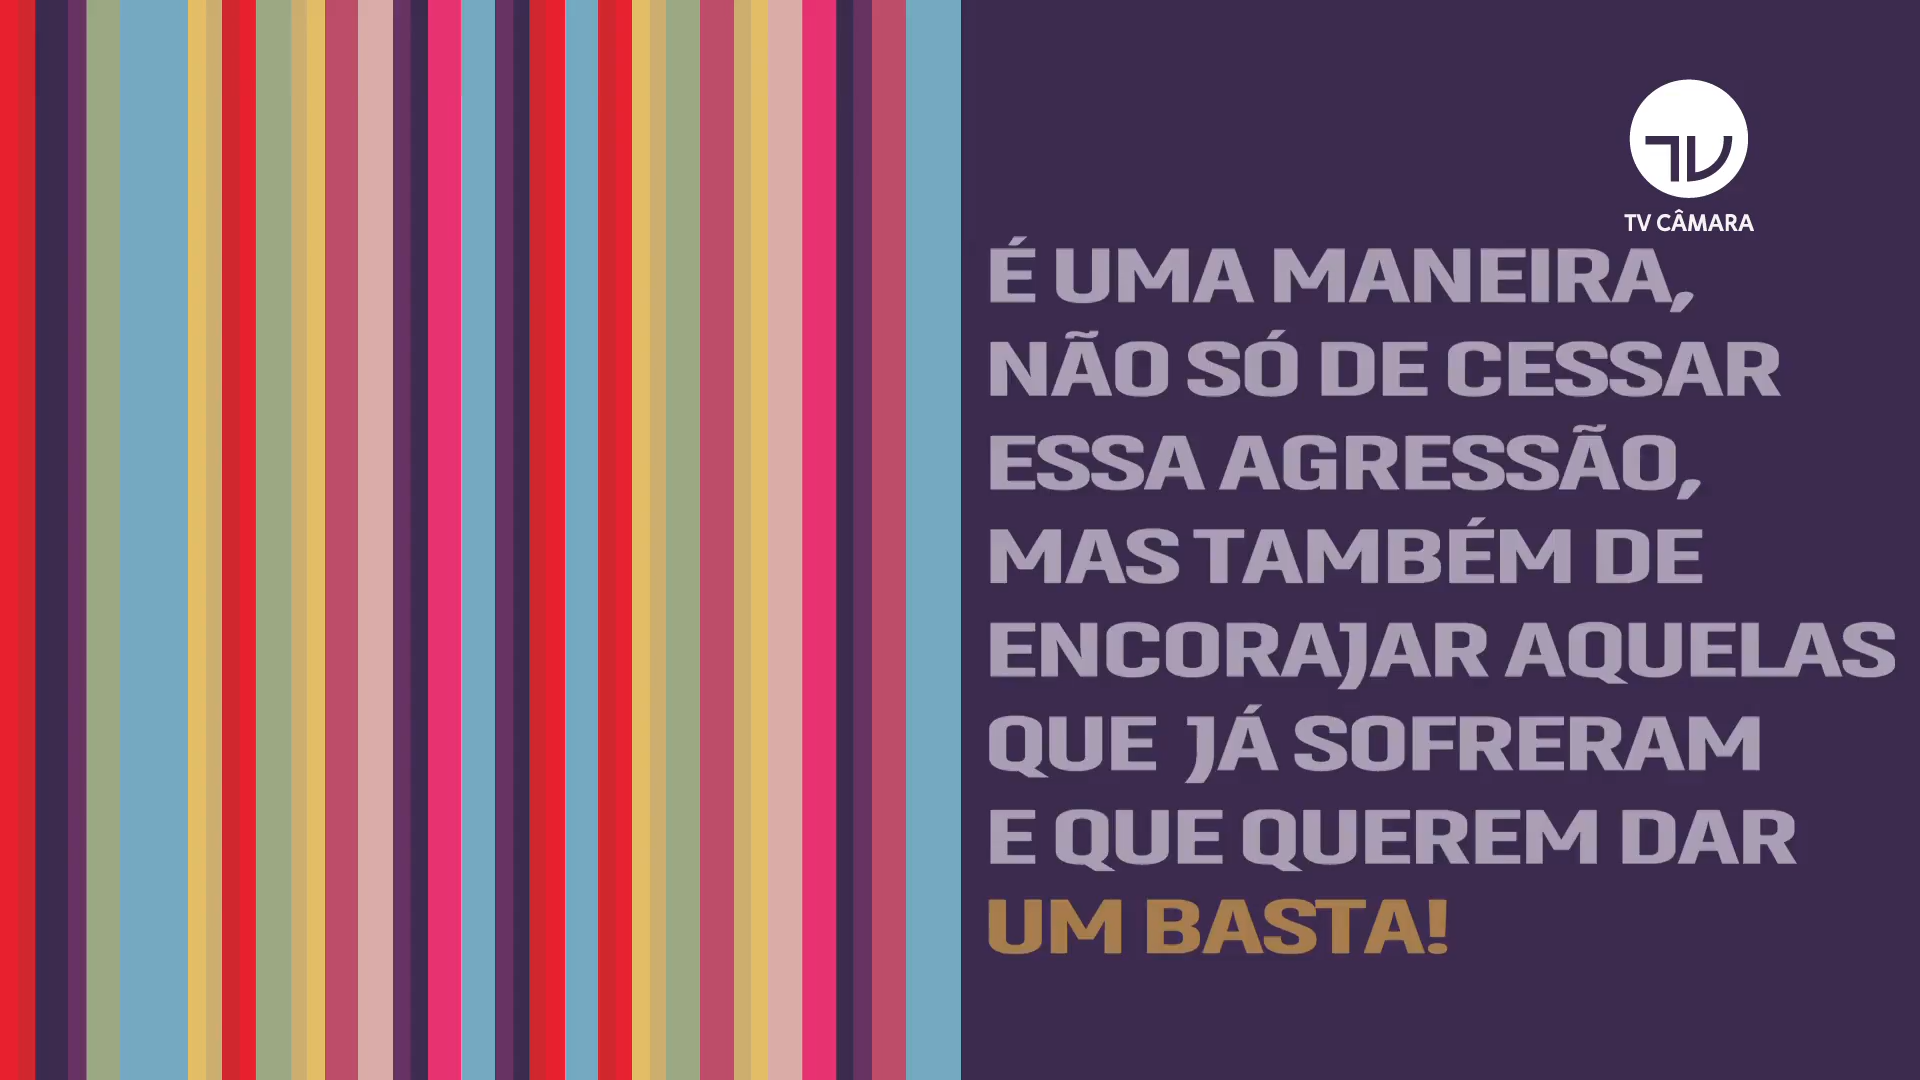 TV
TV CÂMARA
É UMA MANEIRA,
NÃO SÓ DE CESSAR
ESSA AGRESSÃO,
MAS TAMBÉM DE
ENCORAJAR AQUELAS
QUE JÁ SOFRERAM
E QUE QUEREM DAR
UM BASTA!